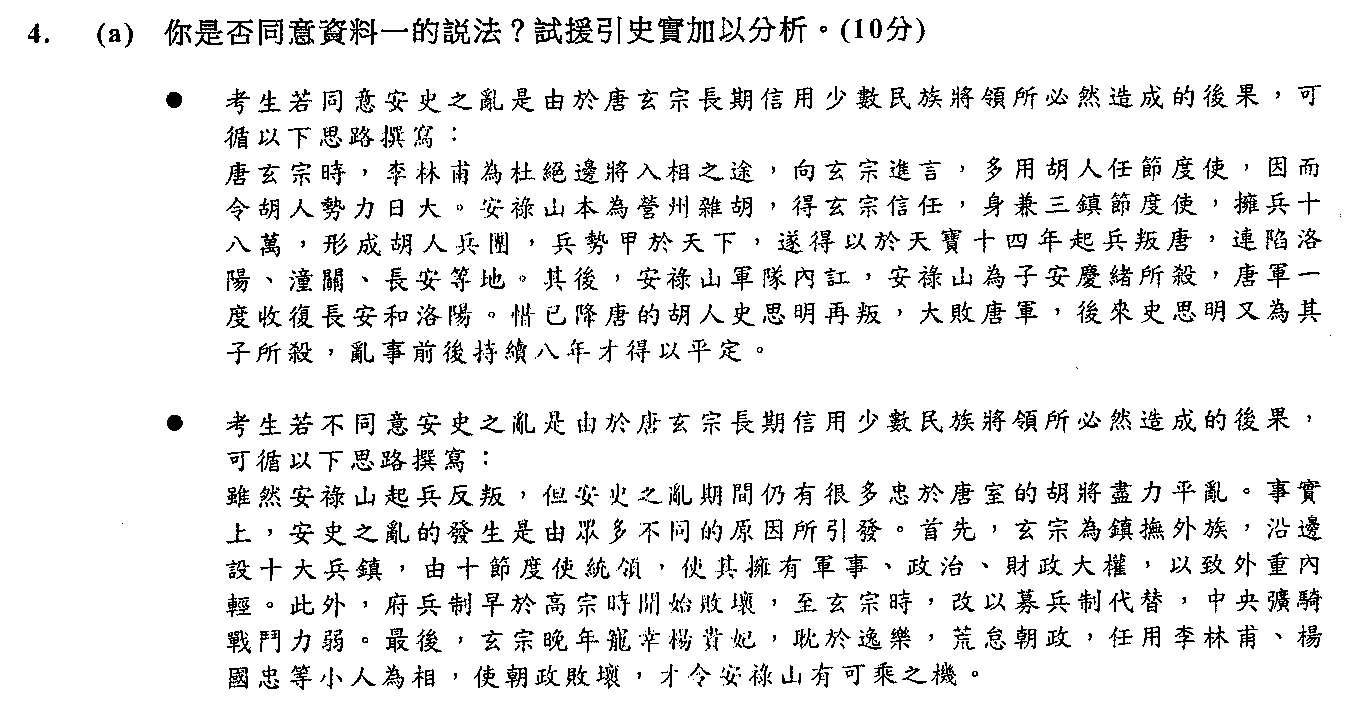 4. (a) 你是否同意資料一的説法？試援引史實加以分析。(10分)
● 考生若同意安史之亂是由於唐玄宗長期信用少數民族將領所必然造成的後果，可
循以下思路撰寫：
唐玄宗時，李林甫為杜絕邊將入相之途，向玄宗進言，多用胡人任節度使，因而
令胡人勢力日大。安祿山本為營州雜胡，得玄宗信任，身兼三鎮節度使，擁兵十
八萬，形成胡人兵團，兵勢甲於天下，遂得以於天寶十四年起兵叛唐，連陷洛
陽、潼關、長安等地。其後，安祿山軍隊內訌，安祿山為子安慶緒所殺，唐軍一
度收復長安和洛陽。惜已降唐的胡人史思明再叛，大敗唐軍，後來史思明又為其
子所殺，亂事前後持續八年才得以平定。
● 考生若不同意安史之亂是由於唐玄宗長期信用少數民族將領所必然造成的後果，
可循以下思路撰寫：
雖然安祿山起兵反叛，但安史之亂期間仍有很多忠於唐室的胡將盡力平亂。事實
上，安史之亂的發生是由眾多不同的原因所引發。首先，玄宗為鎮撫外族，沿邊
設十大兵鎮，由十節度使統領，使其擁有軍事、政治、財政大權，以致外重內
輕。此外，府兵制早於高宗時開始敗壞，至玄宗時，改以募兵制代替，中央彍騎
戰鬥力弱。最後，玄宗晚年寵幸楊貴妃，耽於逸樂，荒怠朝政，任用李林甫、楊
國忠等小人為相，使朝政敗壞，才令安祿山有可乘之機。